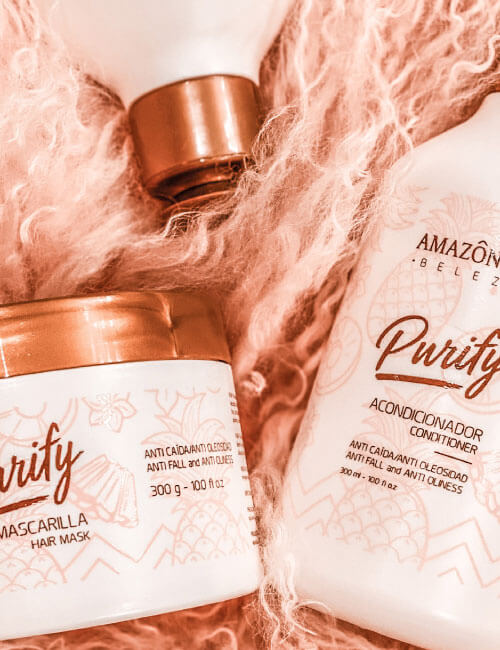 urify
MASCARILLA
HAIR MASK
ANTI CAÍDA/ANTI OLEOSIDAD
ANTI FALL and ANTI OLINESS
300 g - 100 fl oz
AMAZÔN
• BELEZ
Purify
ACONDICIONADOR
CONDITIONER
ANTI CAÍDA/ANTI OLEOSIDAD
ANTI FALL and ANTI OLINESS
300 ml - 100 fl oz